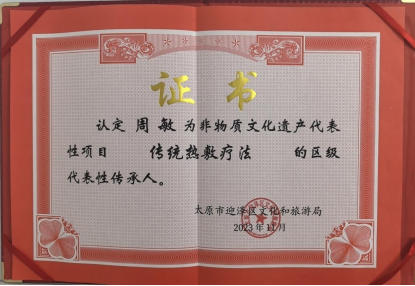 证书
认定 周敏 为非物质文化遗产代表
性项目 传统热敷疗法 的区级
代表性传承人。
太原市迎泽区文化和旅游局
2023年11月